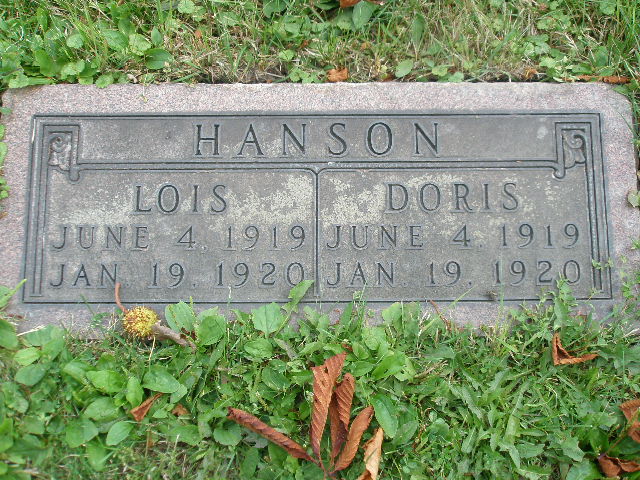 HANSON
LOIS
JUNE 4, 1919
JAN. 19, 1920
DORIS
JUNE 4, 1919
JAN. 19, 1920